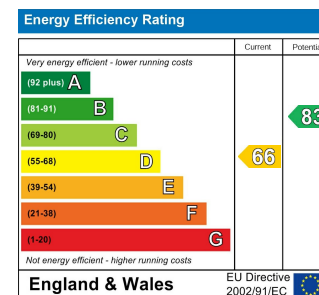 Energy Efficiency Rating
Current Potentia
Very energy efficient - lower running costs
(92 plus) A
(81-91) B
83
(69-80) C
(55-68) D
66
(39-54) E
(21-38) F
(1-20) G
Not energy efficient - higher running costs
England & Wales
EU Directive
2002/91/EC